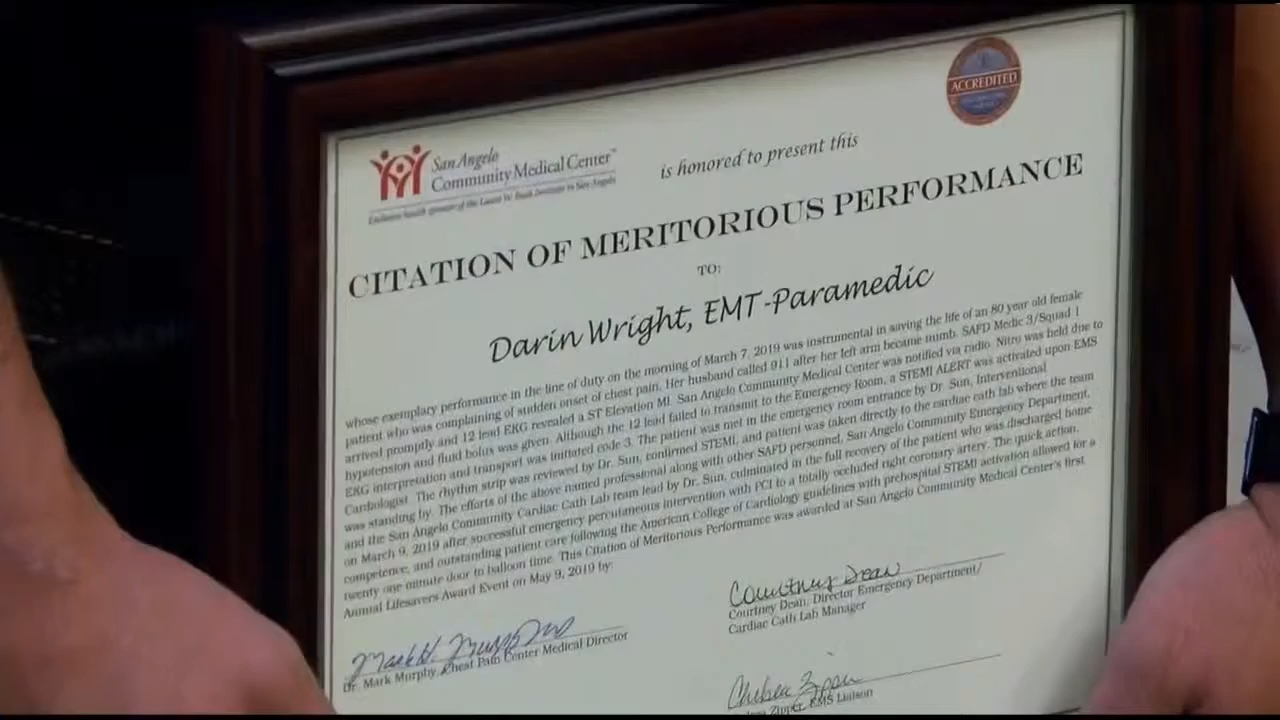 ACCREDITED
San Angelo
Community Medical Center™
is honored to present this
CITATION OF MERITORIOUS PERFORMANCE
TO:
Darin Wright, EMT-Paramedic
whose exemplary performance in the line of duty on the morning of March 7, 2019 was instrumental in saving the life of an 80 year old female
patient who was complaining of sudden onset of chest pain. Her husband called 911 after her left arm became numb. SAFD Medic 3/Squad 1
arrived promptly and 12 lead EKG revealed a ST Elevation MI. San Angelo Community Medical Center was notified via radio. Nitro was held due to
hypotension and fluid bolus was given. Although the 12 lead failed to transmit to the Emergency Room, a STEMI ALERT was activated upon EMS
EKG interpretation and transport was initiated code 3. The patient was met in the emergency room entrance by Dr. Sun, Interventional
Cardiologist. The rhythm strip was reviewed by Dr. Sun, confirmed STEMI, and patient was taken directly to the cardiac cath lab where the team
was standing by. The efforts of the above named professional along with other SAFD personnel, San Angelo Community Emergency Department,
and the San Angelo Community Cardiac Cath Lab team lead by Dr. Sun, culminated in the full recovery of the patient who was discharged home
on March 9, 2019 after successful emergency percutaneous intervention with PCI to a totally occluded right coronary artery. The quick action,
competence, and outstanding patient care following the American College of Cardiology guidelines with prehospital STEMI activation allowed for a
twenty one minute door to balloon time. This Citation of Meritorious Performance was awarded at San Angelo Community Medical Center's first
Annual Lifesavers Award Event on May 9, 2019 by:
Mark H. Murphy MD
Dr. Mark Murphy, Chest Pain Center Medical Director
Courtney Dean
Courtney Dean, Director Emergency Department/
Cardiac Cath Lab Manager
Chelsea Zipper
Zipper, EMS Liaison